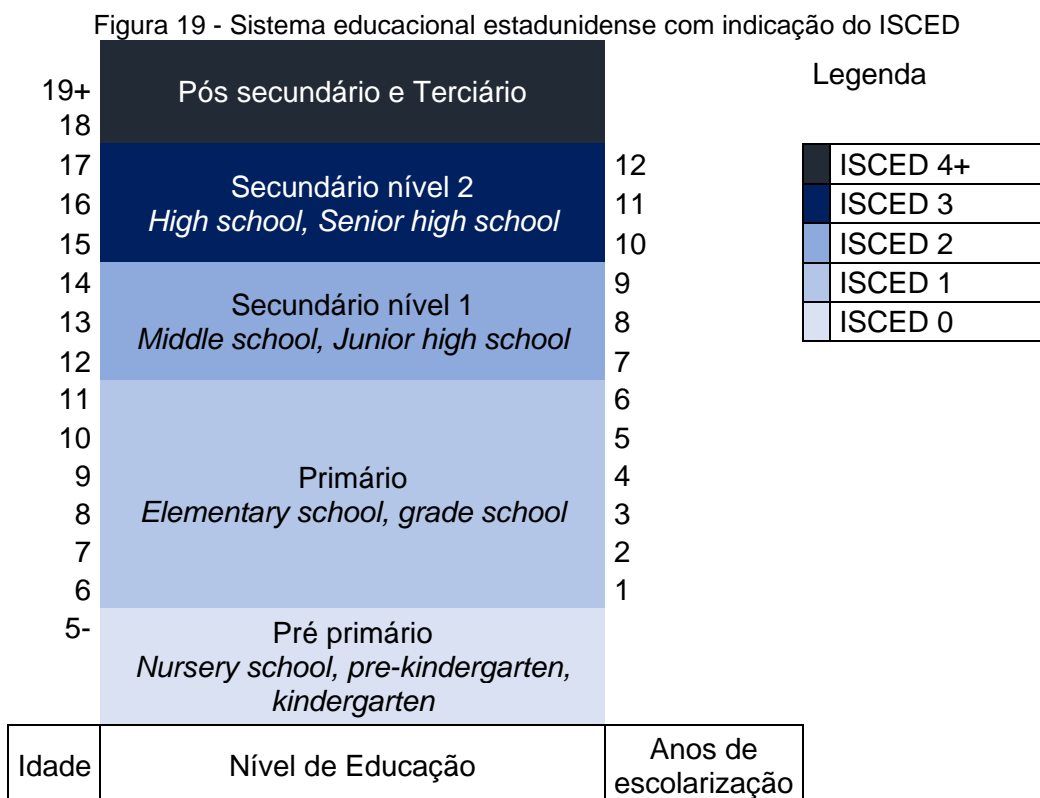 Figura 19 - Sistema educacional estadunidense com indicação do ISCED
Legenda
19+ Pós secundário e Terciário
18
17 12 ISCED 4+
Secundário nível 2
16 11 ISCED 3
High school, Senior high school
15 10 ISCED 2
14 9 ISCED 1
Secundário nível 1
13 8 ISCED 0
Middle school, Junior high school
12 7
11 6
10 5
9 Primário 4
8 Elementary school, grade school 3
7 2
6 1
5- Pré primário
Nursery school, pre-kindergarten,
kindergarten
Idade Nível de Educação Anos de
escolarização